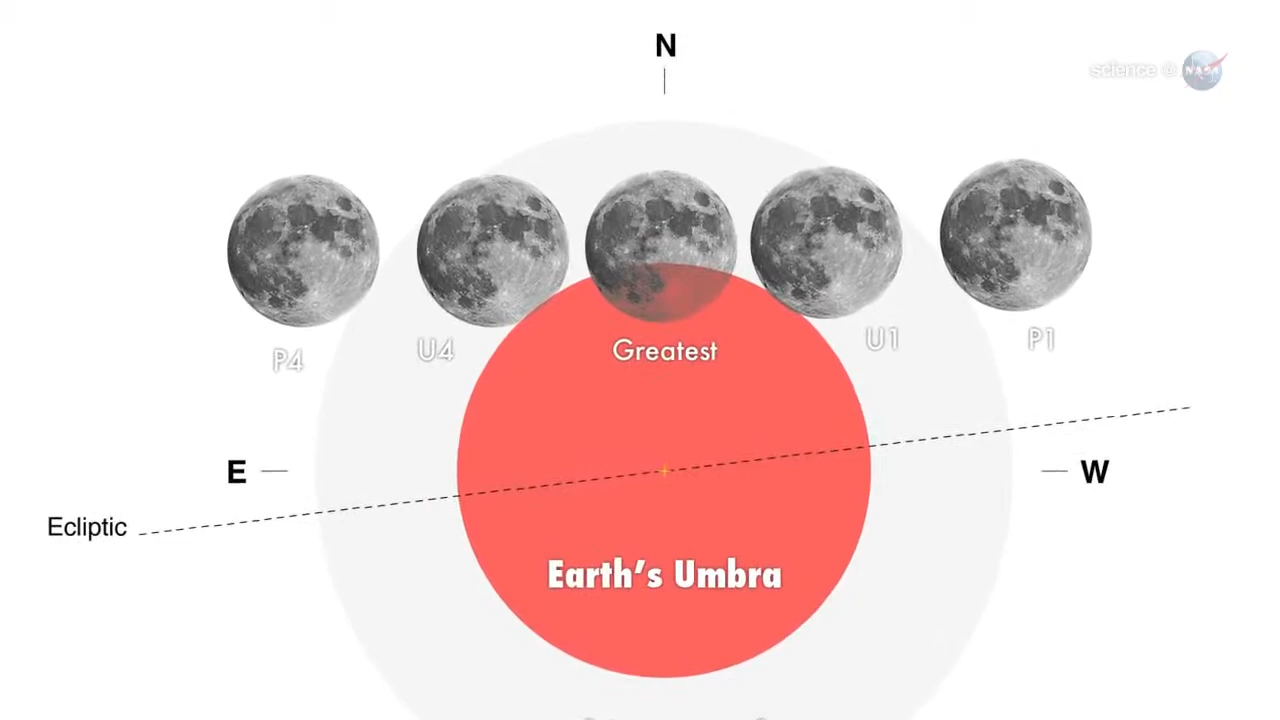 N
science @ NASA
P4
U4
Greatest
U1
P1
E
W
Ecliptic
Earth's Umbra